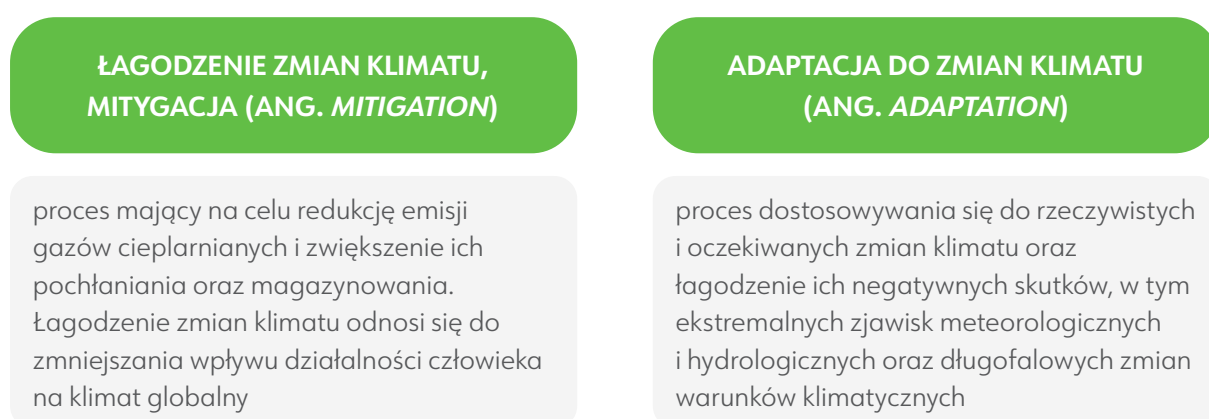 ŁAGODZENIE ZMIAN KLIMATU,
MITYGACJA (ANG. MITIGATION)
proces mający na celu redukcję emisji
gazów cieplarnianych i zwiększenie ich
pochłaniania oraz magazynowania.
Łagodzenie zmian klimatu odnosi się do
zmniejszania wpływu działalności człowieka
na klimat globalny
ADAPTACJA DO ZMIAN KLIMATU
(ANG. ADAPTATION)
proces dostosowywania się do rzeczywistych
i oczekiwanych zmian klimatu oraz
łagodzenie ich negatywnych skutków, w tym
ekstremalnych zjawisk meteorologicznych
i hydrologicznych oraz długofalowych zmian
warunków klimatycznych